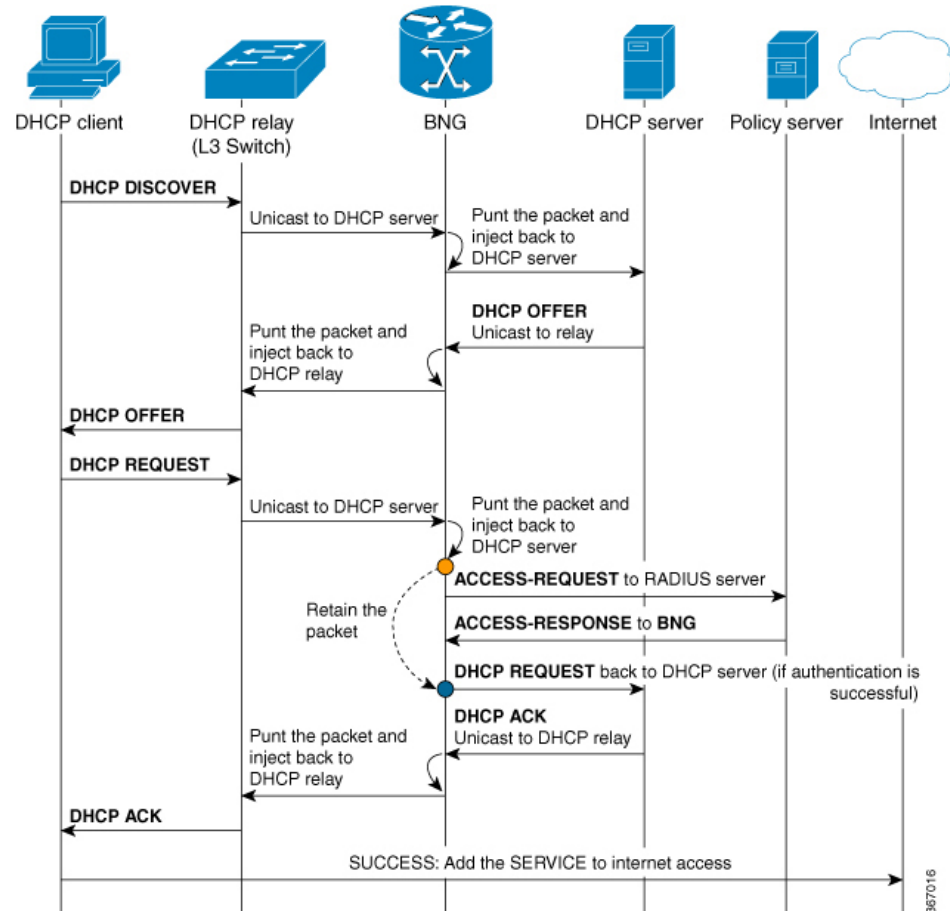 DHCP client
DHCP relay
(L3 Switch)
BNG
DHCP server
Policy server
Internet
DHCP DISCOVER
Unicast to DHCP server
Punt the packet and
inject back to
DHCP server
DHCP OFFER
Unicast to relay
Punt the packet and
inject back to
DHCP relay
DHCP OFFER
DHCP REQUEST
Unicast to DHCP server
Punt the packet and
inject back to
DHCP server
ACCESS-REQUEST to RADIUS server
Retain the
packet
ACCESS-RESPONSE to BNG
DHCP REQUEST back to DHCP server (if authentication is
successful)
DHCP ACK
Unicast to DHCP relay
Punt the packet and
inject back to
DHCP relay
DHCP ACK
SUCCESS: Add the SERVICE to internet access
367016